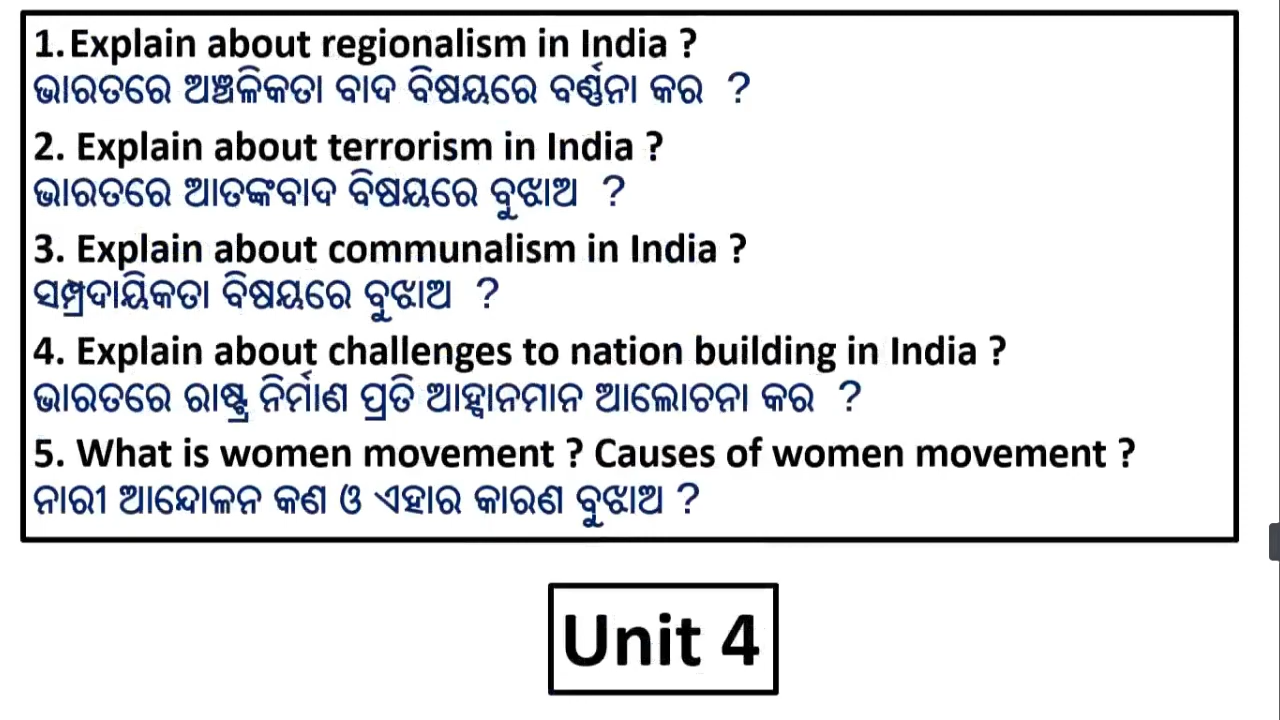 1. Explain about regionalism in India ?
ଭାରତରେ ଅଞ୍ଚଳିକତା ବାଦ ବିଷୟରେ ବର୍ଣ୍ଣନା କର ?
2. Explain about terrorism in India ?
ଭାରତରେ ଆତଙ୍କବାଦ ବିଷୟରେ ବୁଝାଅ ?
3. Explain about communalism in India ?
ସମ୍ପ୍ରଦାୟିକତା ବିଷୟରେ ବୁଝାଅ ?
4. Explain about challenges to nation building in India ?
ଭାରତରେ ରାଷ୍ଟ୍ର ନିର୍ମାଣ ପ୍ରତି ଆହ୍ୱାନମାନ ଆଲୋଚନା କର ?
5. What is women movement ? Causes of women movement ?
ନାରୀ ଆନ୍ଦୋଳନ କଣ ଓ ଏହାର କାରଣ ବୁଝାଅ ?
Unit 4